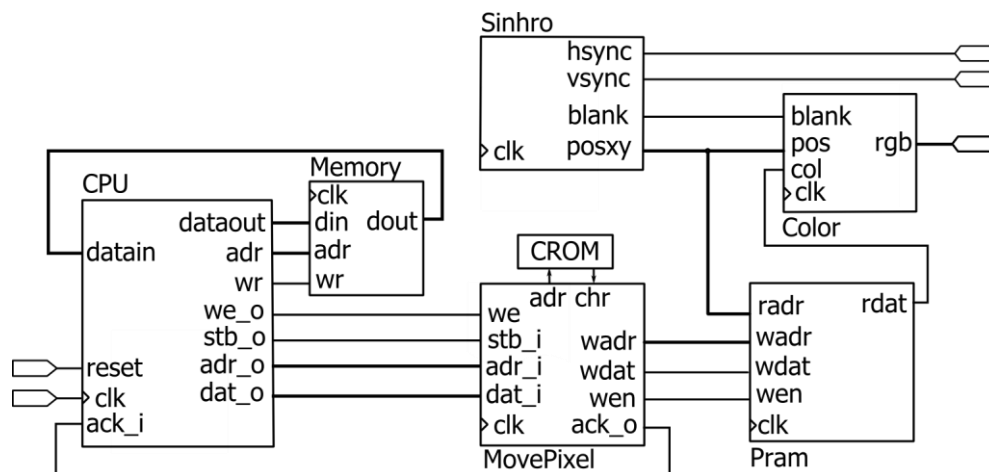 Sinhro
hsync
vsync
blank
posxy
clk
blank
pos
col
clk
rgb
Color
CPU
datain
dataout
adr
wr
we_o
stb_o
adr_o
dat_o
reset
clk
ack_i
Memory
clk
din
adr
wr
dout
CROM
adr chr
we
stb_i
adr_i
dat_i
clk
wadr
wdat
wen
ack_o
MovePixel
radr
wadr
wdat
wen
clk
rdat
Pram